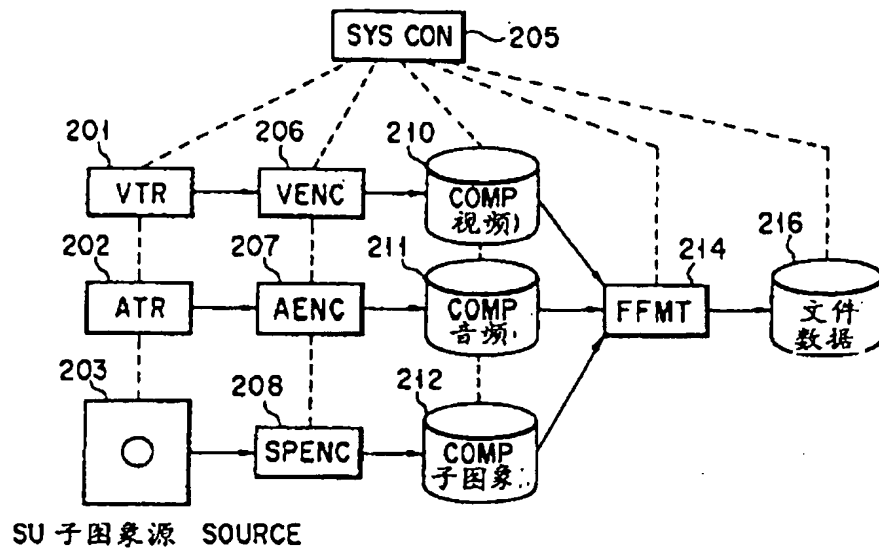 SYS CON
205
201
206
210
VTR
VENC
COMP
视频
202
207
211
214
216
ATR
AENC
COMP
音频
FFMT
文件
数据
203
208
212
SPENC
COMP
子图象
SU 子图象源 SOURCE